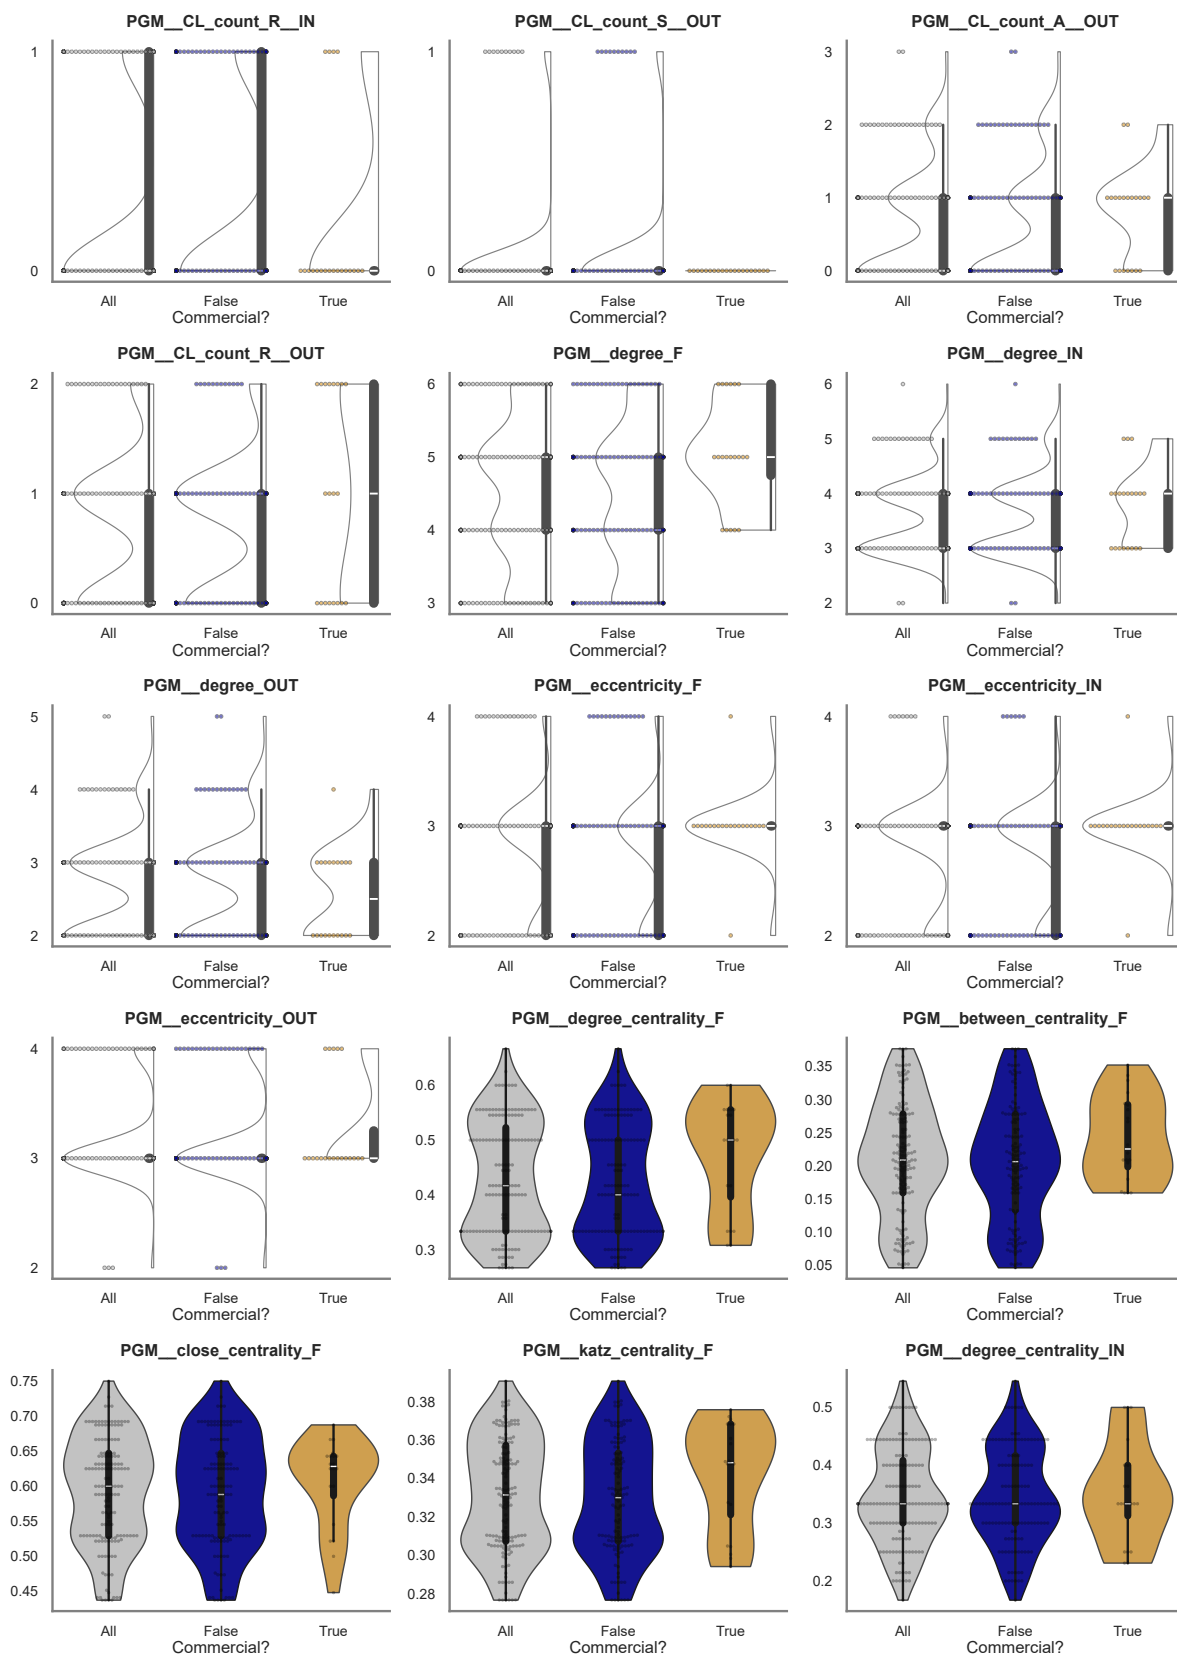 PGM__CL_count_R__IN
1
0
All False True
Commercial?
PGM__CL_count_S__OUT
1
0
All False True
Commercial?
PGM__CL_count_A__OUT
3
2
1
0
All False True
Commercial?
PGM__CL_count_R__OUT
2
1
0
All False True
Commercial?
PGM__degree_F
6
5
4
3
All False True
Commercial?
PGM__degree_IN
6
5
4
3
2
All False True
Commercial?
PGM__degree_OUT
5
4
3
2
All False True
Commercial?
PGM__eccentricity_F
4
3
2
All False True
Commercial?
PGM__eccentricity_IN
4
3
2
All False True
Commercial?
PGM__eccentricity_OUT
4
3
2
All False True
Commercial?
PGM__degree_centrality_F
0.6
0.5
0.4
0.3
All False True
Commercial?
PGM__between_centrality_F
0.35
0.30
0.25
0.20
0.15
0.10
0.05
All False True
Commercial?
PGM__close_centrality_F
0.75
0.70
0.65
0.60
0.55
0.50
0.45
All False True
Commercial?
PGM__katz_centrality_F
0.38
0.36
0.34
0.32
0.30
0.28
All False True
Commercial?
PGM__degree_centrality_IN
0.5
0.4
0.3
0.2
All False True
Commercial?